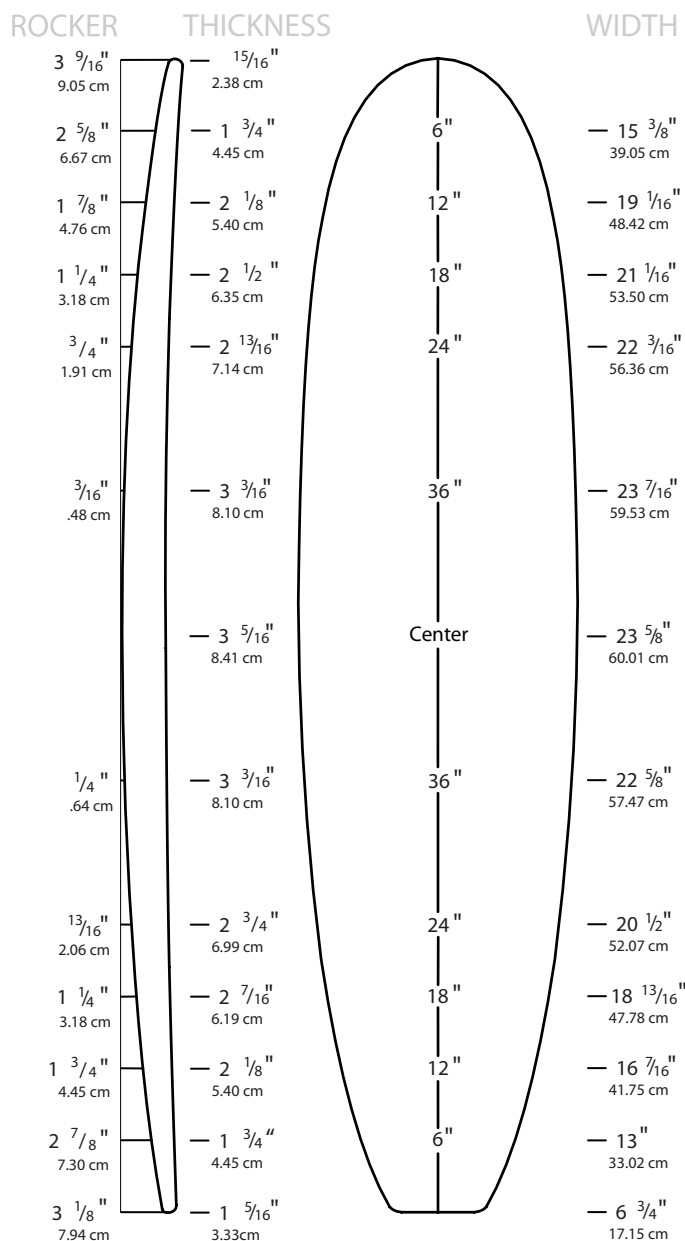 ROCKER THICKNESS WIDTH
3 9/16" 15/16"
9.05 cm 2.38 cm
2 5/8" 1 3/4" 6" 15 3/8"
6.67 cm 4.45 cm 39.05 cm
1 7/8" 2 1/8" 12" 19 1/16"
4.76 cm 5.40 cm 48.42 cm
1 1/4" 2 1/2" 18" 21 1/16"
3.18 cm 6.35 cm 53.50 cm
3/4" 2 13/16" 24" 22 3/16"
1.91 cm 7.14 cm 56.36 cm
3/16" 3 3/16" 36" 23 7/16"
.48 cm 8.10 cm 59.53 cm
3 5/16" Center 23 5/8"
8.41 cm 60.01 cm
1/4" 3 3/16" 36" 22 5/8"
.64 cm 8.10 cm 57.47 cm
13/16" 2 3/4" 24" 20 1/2"
2.06 cm 6.99 cm 52.07 cm
1 1/4" 2 7/16" 18" 18 13/16"
3.18 cm 6.19 cm 47.78 cm
1 3/4" 2 1/8" 12" 16 7/16"
4.45 cm 5.40 cm 41.75 cm
2 7/8" 1 3/4“ 6" 13"
7.30 cm 4.45 cm 33.02 cm
3 1/8" 1 5/16" 6 3/4"
7.94 cm 3.33cm 17.15 cm